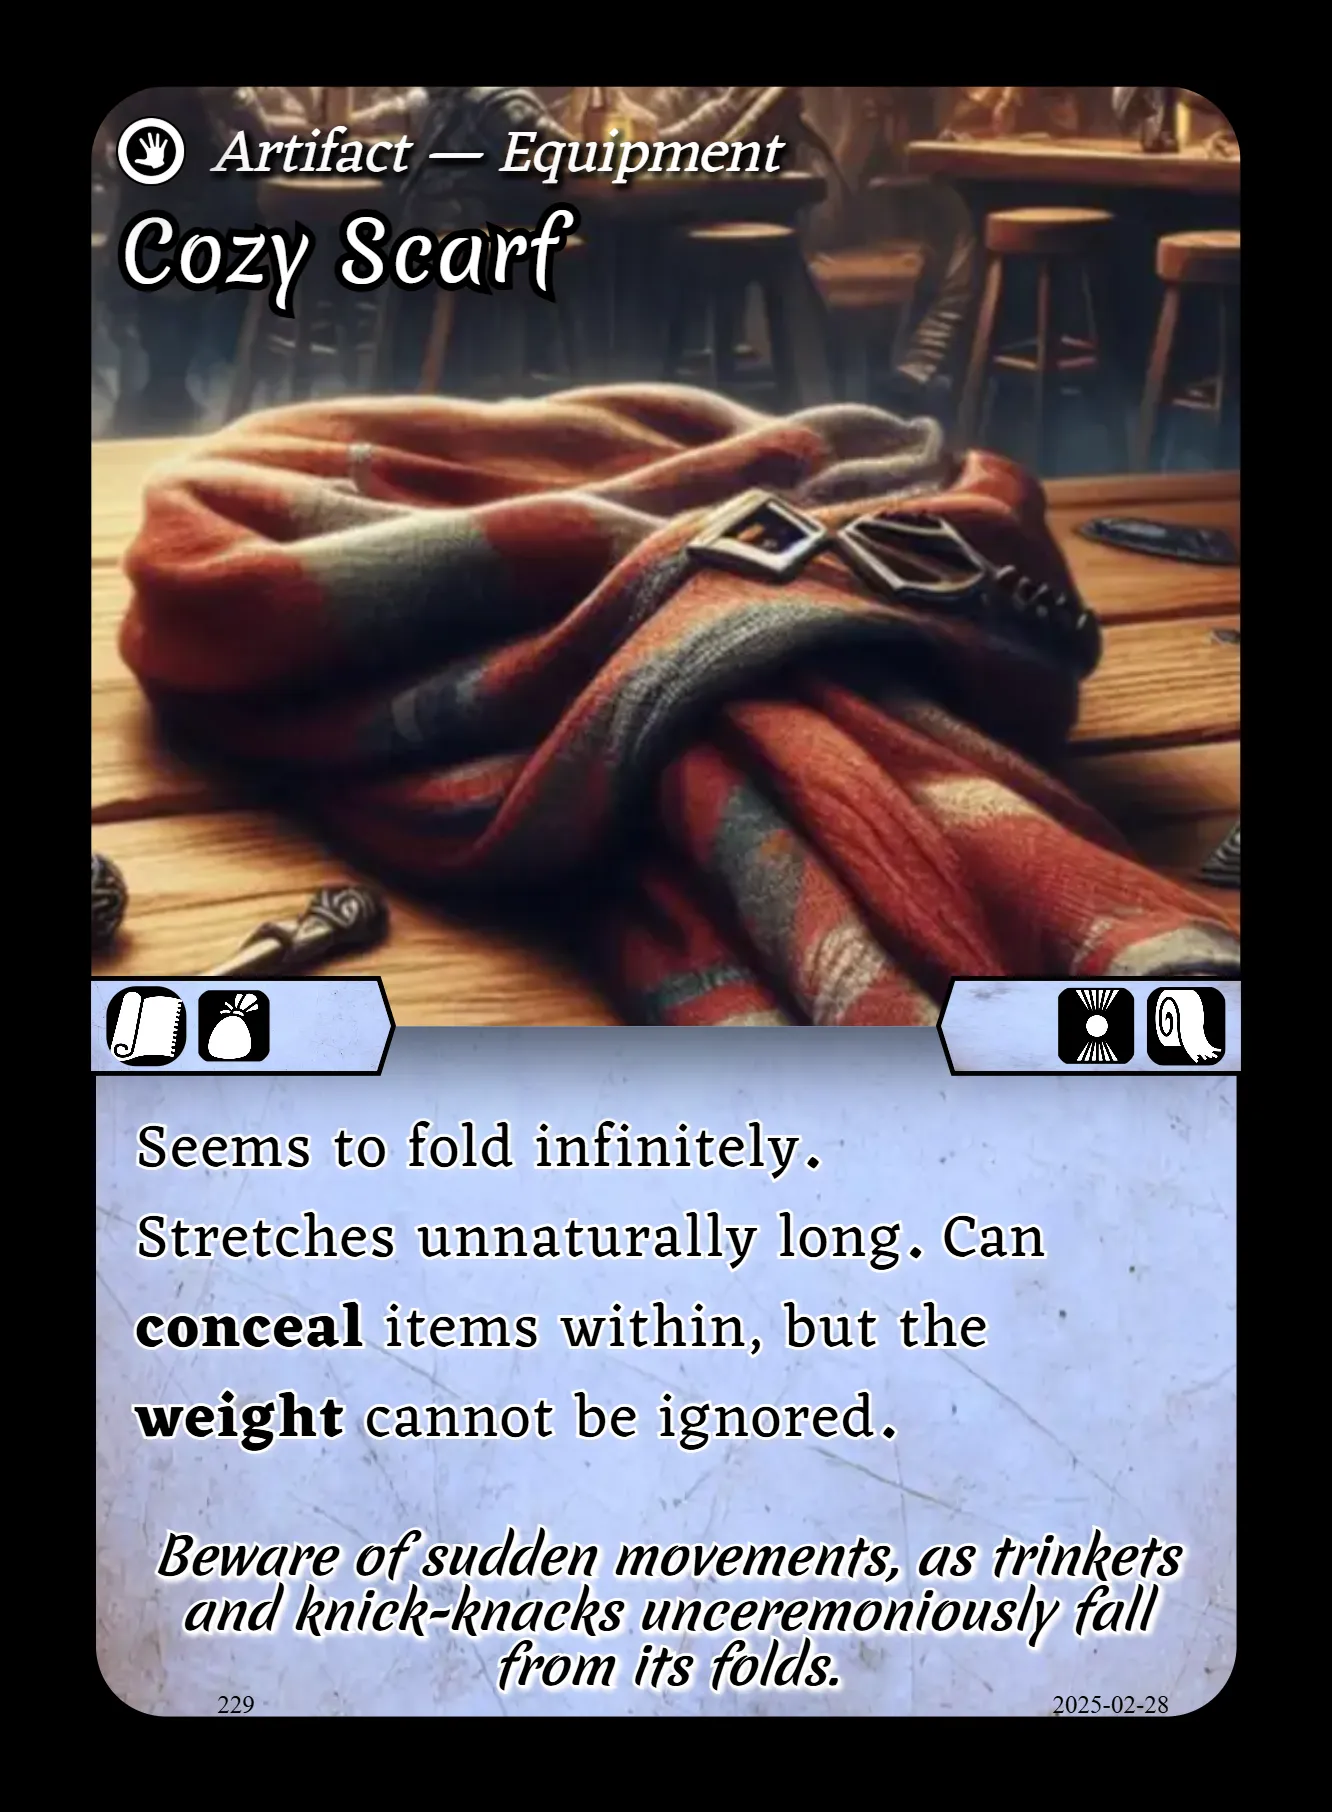 Artifact — Equipment
Cozy Scarf
Seems to fold infinitely.
Stretches unnaturally long. Can
conceal items within, but the
weight cannot be ignored.
Beware of sudden movements, as trinkets
and knick-knacks unceremoniously fall
from its folds.
229
2025-02-28